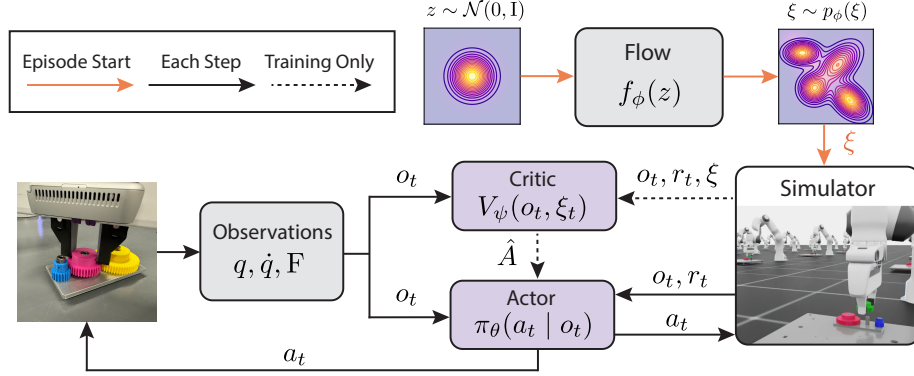 z ∼ 𝒩(0, I)
ξ ∼ p_ϕ(ξ)
Episode Start
Each Step
Training Only
Flow
f_ϕ(z)
ξ
o_t
Critic
V_ψ(o_t, ξ_t)
o_t, r_t, ξ
Simulator
Observations
q, q̇, F
Â
o_t
Actor
π_θ(a_t | o_t)
o_t, r_t
a_t
a_t